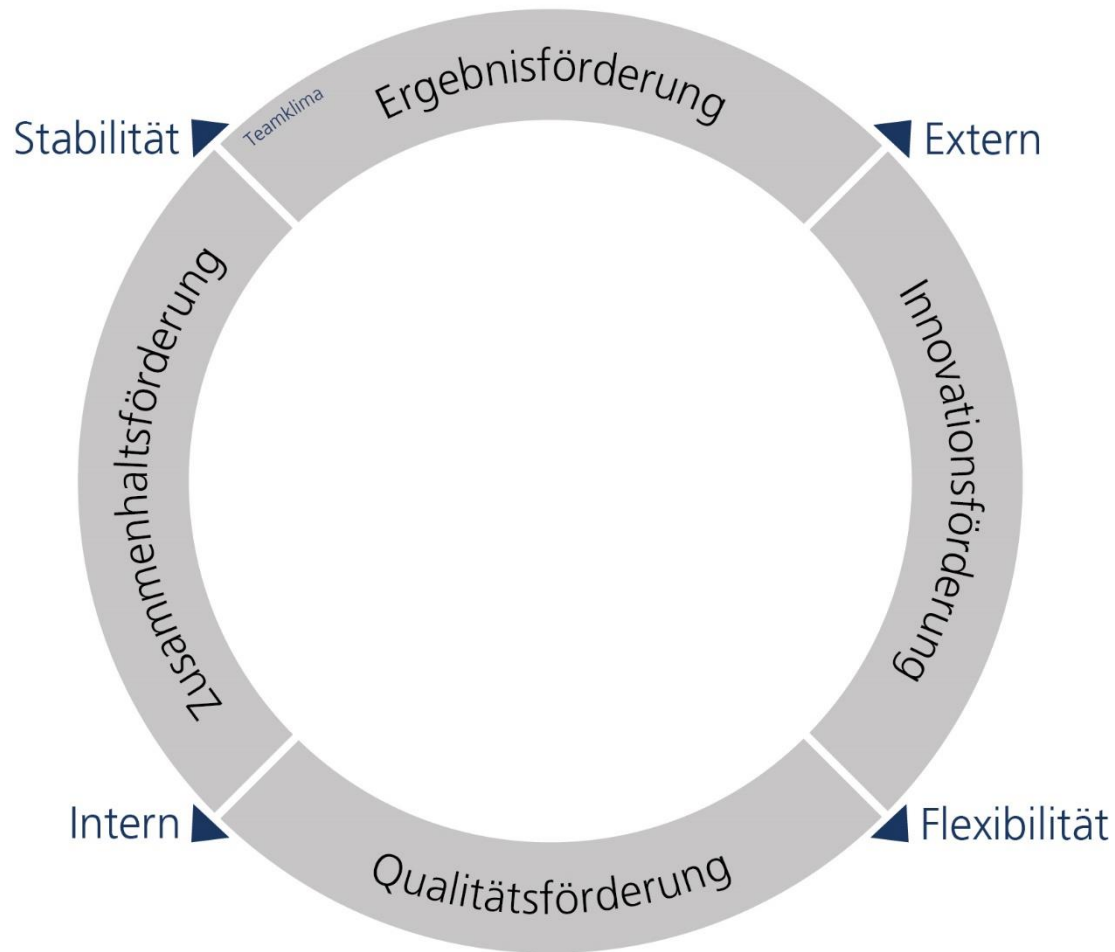 Teamklima
Ergebnisförderung
Stabilität
Extern
Zusammenhaltsförderung
Innovationsförderung
Intern
Flexibilität
Qualitätsförderung